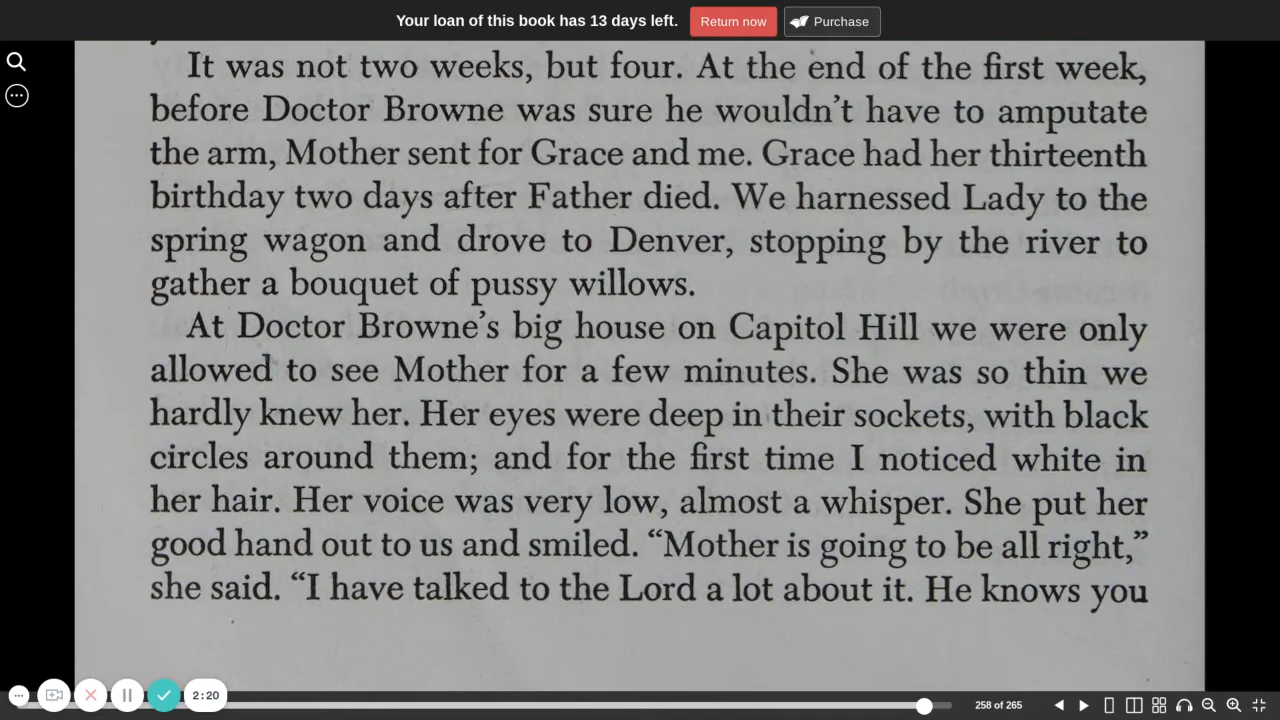 Your loan of this book has 13 days left. Return now Purchase
It was not two weeks, but four. At the end of the first week,
before Doctor Browne was sure he wouldn’t have to amputate
the arm, Mother sent for Grace and me. Grace had her thirteenth
birthday two days after Father died. We harnessed Lady to the
spring wagon and drove to Denver, stopping by the river to
gather a bouquet of pussy willows.
At Doctor Browne’s big house on Capitol Hill we were only
allowed to see Mother for a few minutes. She was so thin we
hardly knew her. Her eyes were deep in their sockets, with black
circles around them; and for the first time I noticed white in
her hair. Her voice was very low, almost a whisper. She put her
good hand out to us and smiled. “Mother is going to be all right,”
she said. “I have talked to the Lord a lot about it. He knows you
2:20
258 of 265